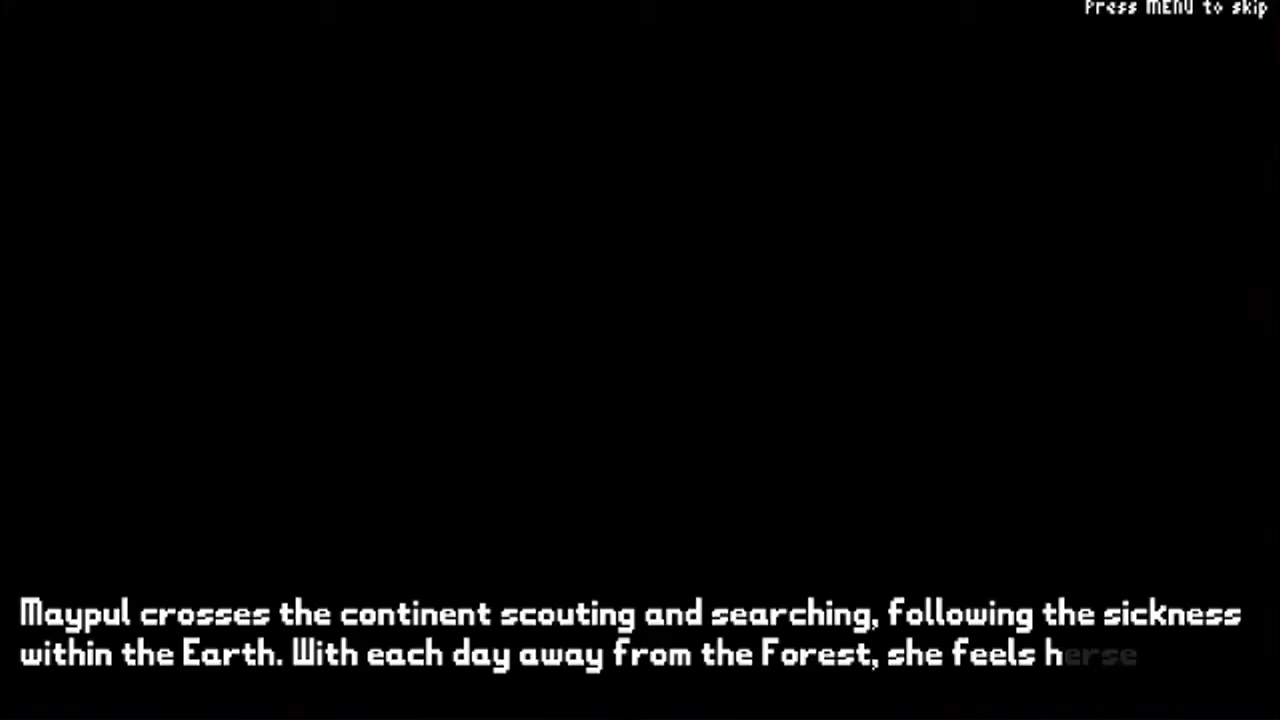 Press MENU to skip
Maypul crosses the continent scouting and searching, following the sickness
within the Earth. With each day away from the Forest, she feels herse